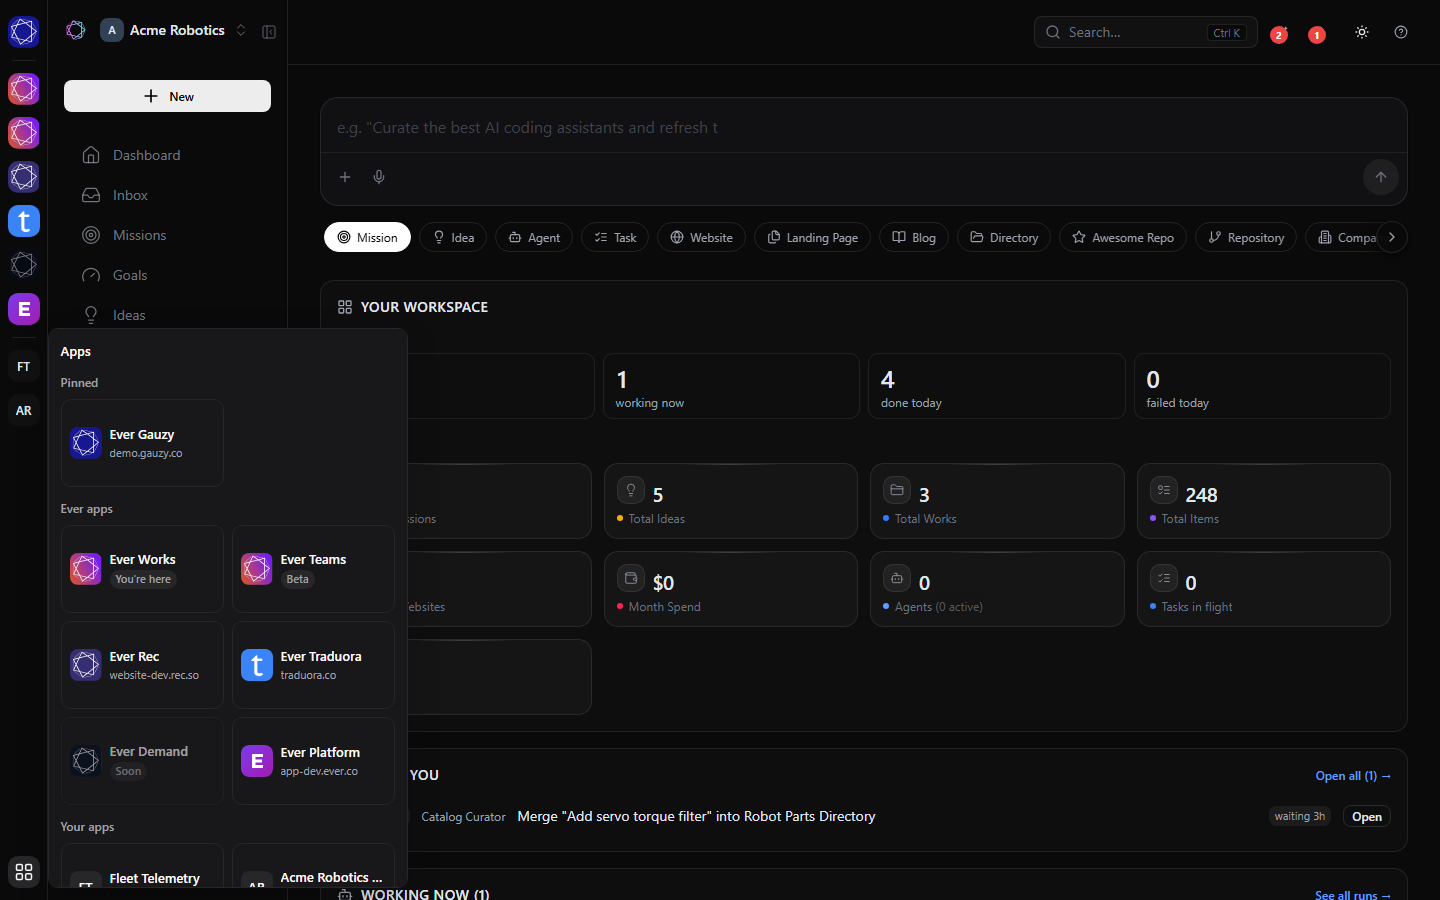 A Acme Robotics
Search... Ctrl K
2
1
New
e.g. "Curate the best AI coding assistants and refresh t
Dashboard
Inbox
Missions
Goals
Ideas
Mission
Idea
Agent
Task
Website
Landing Page
Blog
Directory
Awesome Repo
Repository
Compa
YOUR WORKSPACE
1
working now
4
done today
0
failed today
ssions
5
Total Ideas
3
Total Works
248
Total Items
ebsites
$0
Month Spend
0
Agents (0 active)
0
Tasks in flight
YOU
Open all (1) →
Catalog Curator Merge "Add servo torque filter" into Robot Parts Directory
waiting 3h
Open
WORKING NOW (1)
See all runs →
t
E
FT
AR
Apps
Pinned
Ever Gauzy
demo.gauzy.co
Ever apps
Ever Works
You're here
Ever Teams
Beta
Ever Rec
website-dev.rec.so
t
Ever Traduora
traduora.co
Ever Demand
Soon
E
Ever Platform
app-dev.ever.co
Your apps
FT
Fleet Telemetry
AR
Acme Robotics ...